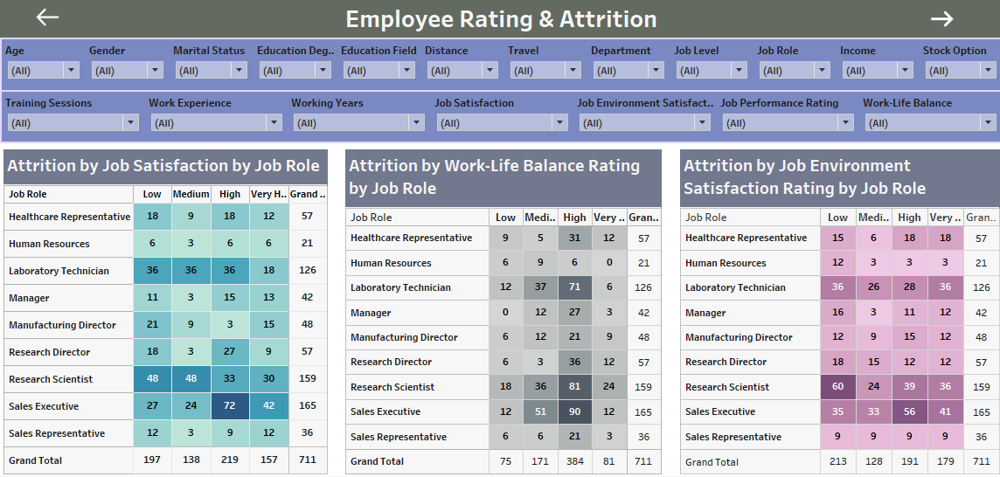 Employee Rating & Attrition
Age Gender Marital Status Education Deg.. Education Field Distance Travel Department Job Level Job Role Income Stock Option
(All) (All) (All) (All) (All) (All) (All) (All) (All) (All) (All) (All)
Training Sessions Work Experience Working Years Job Satisfaction Job Environment Satisfact.. Job Performance Rating Work-Life Balance
(All) (All) (All) (All) (All) (All) (All)
Attrition by Job Satisfaction by Job Role
Job Role Low Medium High Very H.. Grand ..
Healthcare Representative 18 9 18 12 57
Human Resources 6 3 6 6 21
Laboratory Technician 36 36 36 18 126
Manager 11 3 15 13 42
Manufacturing Director 21 9 3 15 48
Research Director 18 3 27 9 57
Research Scientist 48 48 33 30 159
Sales Executive 27 24 72 42 165
Sales Representative 12 3 9 12 36
Grand Total 197 138 219 157 711
Attrition by Work-Life Balance Rating
by Job Role
Job Role Low Medi.. High Very .. Gran..
Healthcare Representative 9 5 31 12 57
Human Resources 6 9 6 0 21
Laboratory Technician 12 37 71 6 126
Manager 0 12 27 3 42
Manufacturing Director 6 12 21 9 48
Research Director 6 3 36 12 57
Research Scientist 18 36 81 24 159
Sales Executive 12 51 90 12 165
Sales Representative 6 6 21 3 36
Grand Total 75 171 384 81 711
Attrition by Job Environment
Satisfaction Rating by Job Role
Job Role Low Medi.. High Very .. Gran..
Healthcare Representative 15 6 18 18 57
Human Resources 12 3 3 3 21
Laboratory Technician 36 26 28 36 126
Manager 16 3 11 12 42
Manufacturing Director 12 9 15 12 48
Research Director 18 15 12 12 57
Research Scientist 60 24 39 36 159
Sales Executive 35 33 56 41 165
Sales Representative 9 9 9 9 36
Grand Total 213 128 191 179 711